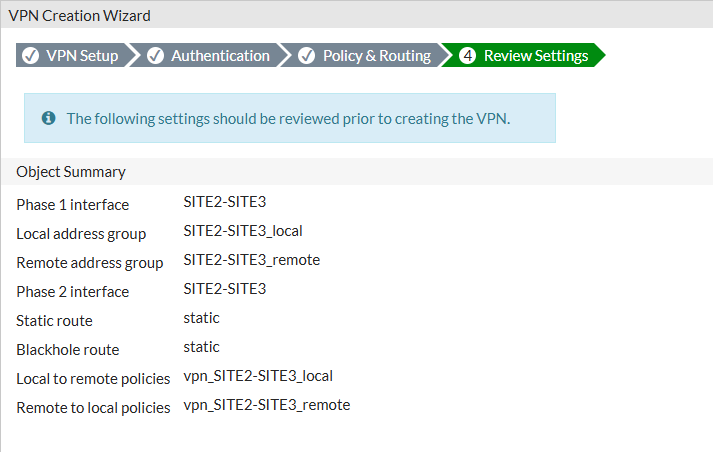 VPN Creation Wizard
VPN Setup Authentication Policy & Routing 4 Review Settings
The following settings should be reviewed prior to creating the VPN.
Object Summary
Phase 1 interface SITE2-SITE3
Local address group SITE2-SITE3_local
Remote address group SITE2-SITE3_remote
Phase 2 interface SITE2-SITE3
Static route static
Blackhole route static
Local to remote policies vpn_SITE2-SITE3_local
Remote to local policies vpn_SITE2-SITE3_remote